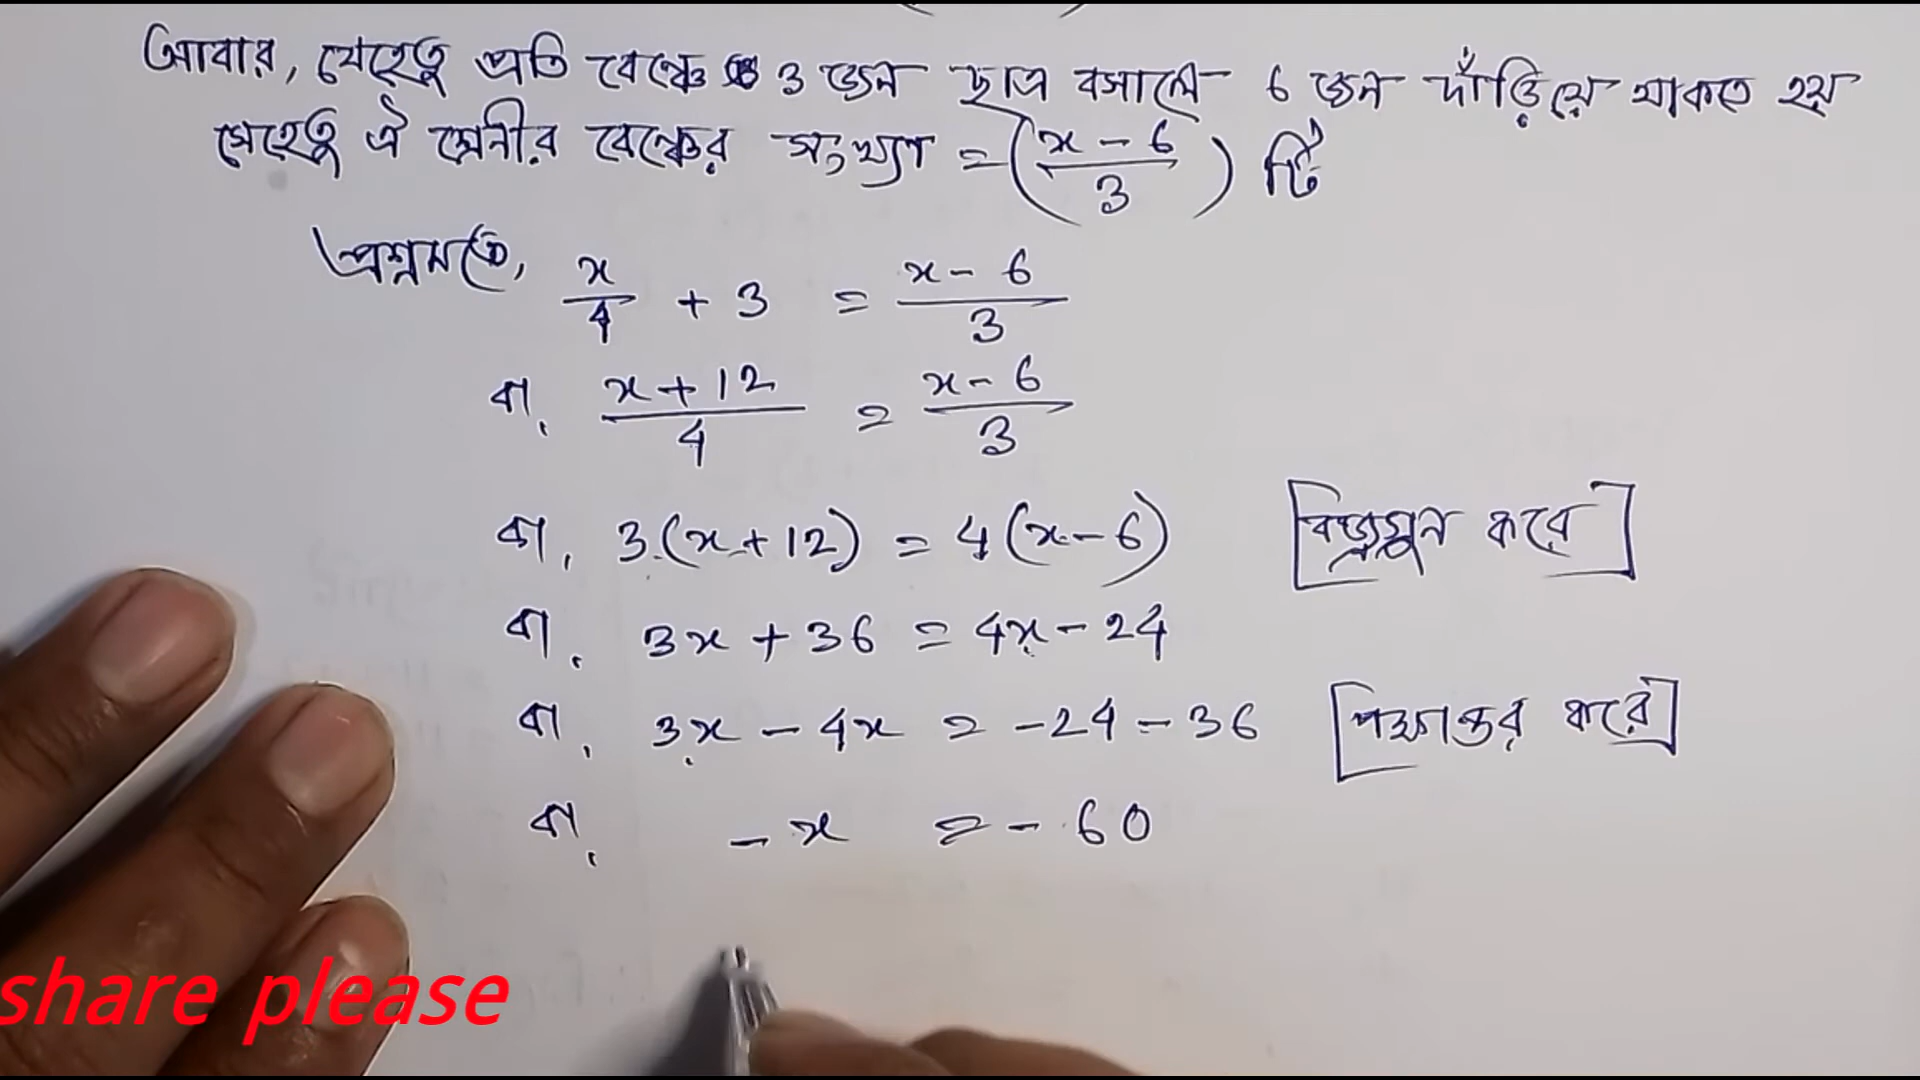 আবার, যেহেতু প্রতি বেঞ্চে 3 জন ছাত্র বসালে 6 জন দাঁড়িয়ে থাকতে হয়
সেহেতু ঐ শ্রেনীর বেঞ্চের সংখ্যা = (x - 6 / 3) টি
প্রশ্নমতে, x/4 + 3 = (x - 6)/3
বা, (x + 12)/4 = (x - 6)/3
বা, 3(x + 12) = 4(x - 6) [বজ্রগুন করে]
বা, 3x + 36 = 4x - 24
বা, 3x - 4x = -24 - 36 [পক্ষান্তর করে]
বা, -x = -60
share please